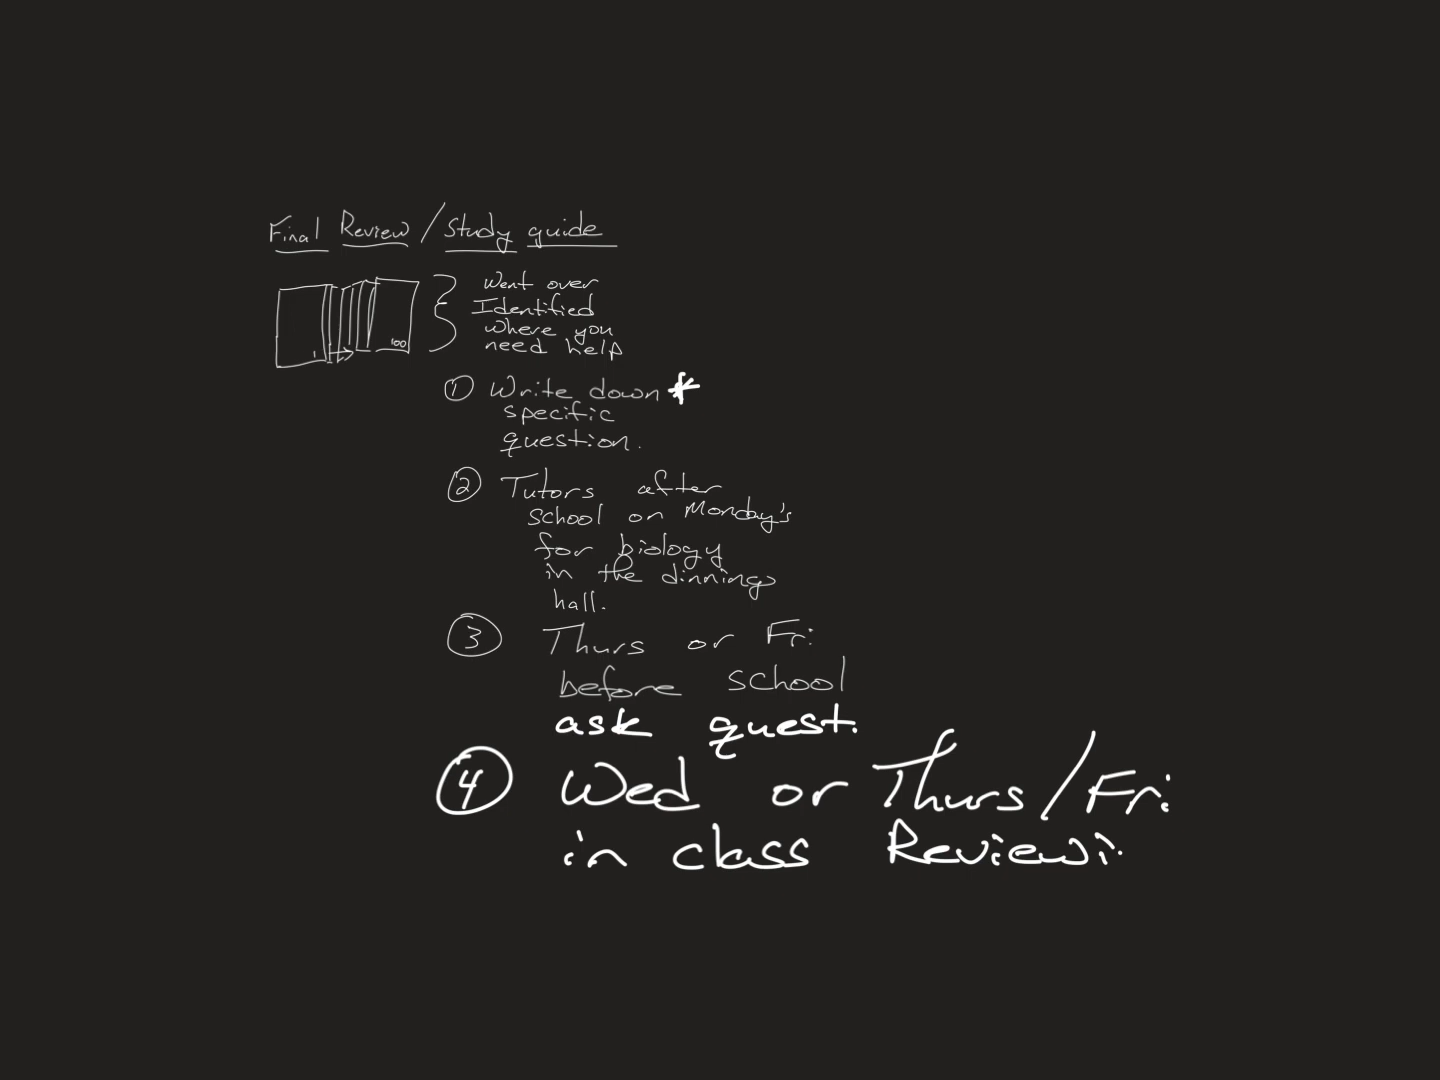 Final Review / Study guide
1 100
Went over
Identified
where you
need help
① Write down *
specific
question.
② Tutors after
school on Monday's
for biology
in the dinning
hall.
③ Thurs or Fri
before school
ask quest.
④ Wed or Thurs/Fri
in class Review